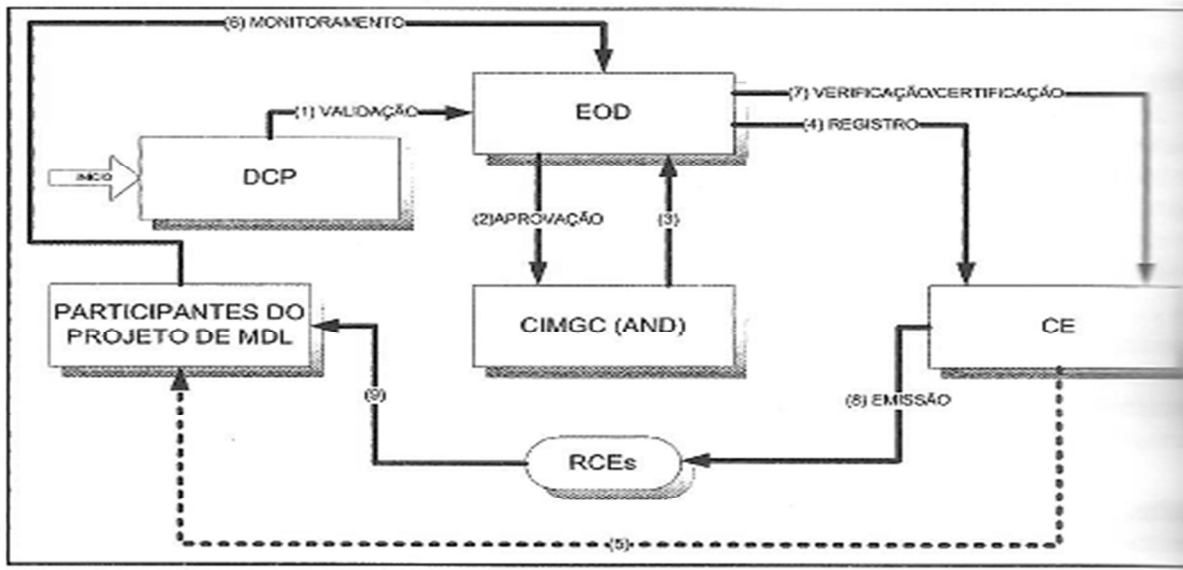 (6) MONITORAMENTO
(7) VERIFICAÇÃO/CERTIFICAÇÃO
(1) VALIDAÇÃO
EOD
(4) REGISTRO
INÍCIO
DCP
(2)APROVAÇÃO
(3)
PARTICIPANTES DO
PROJETO DE MDL
CIMGC (AND)
CE
(9)
(8) EMISSÃO
RCEs
(5)